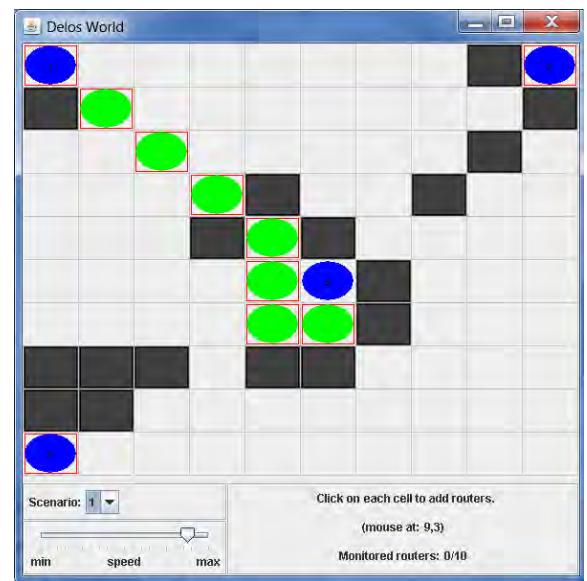 Delos World
Scenario: 1
Click on each cell to add routers.
(mouse at: 9,3)
min speed max
Monitored routers: 0/10